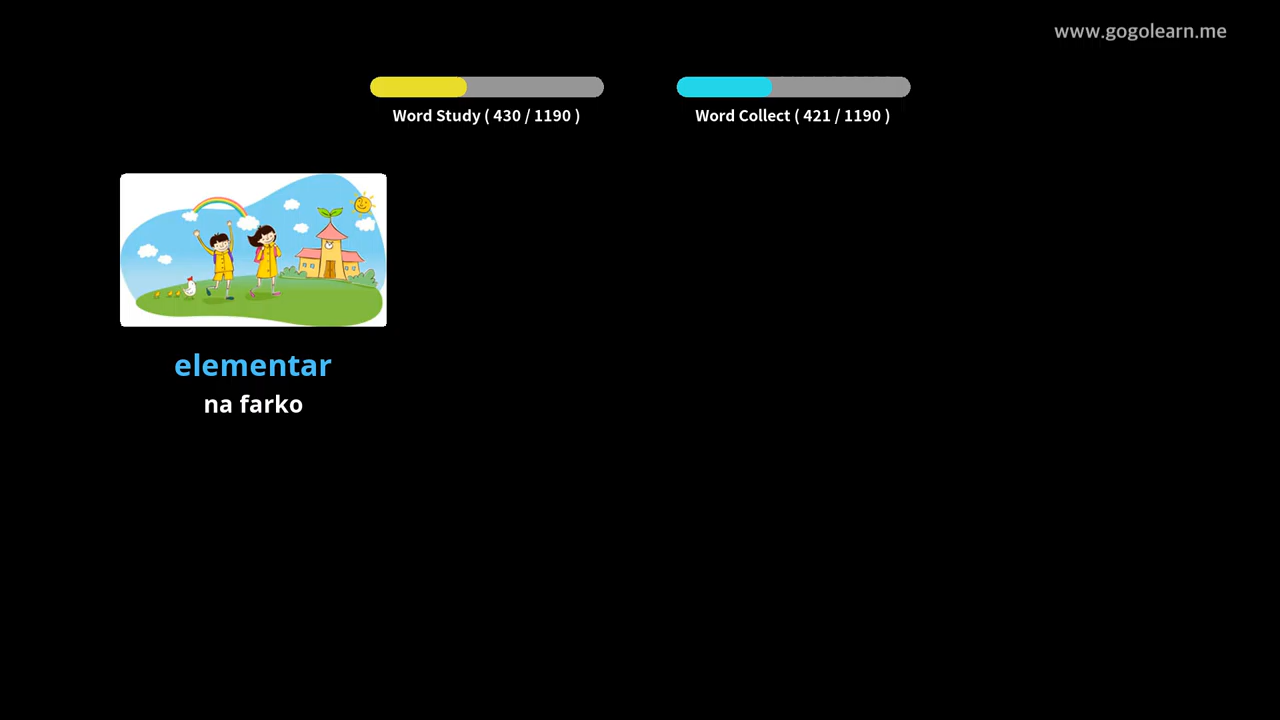 www.gogolearn.me
Word Study ( 430 / 1190 )
Word Collect ( 421 / 1190 )
elementar
na farko